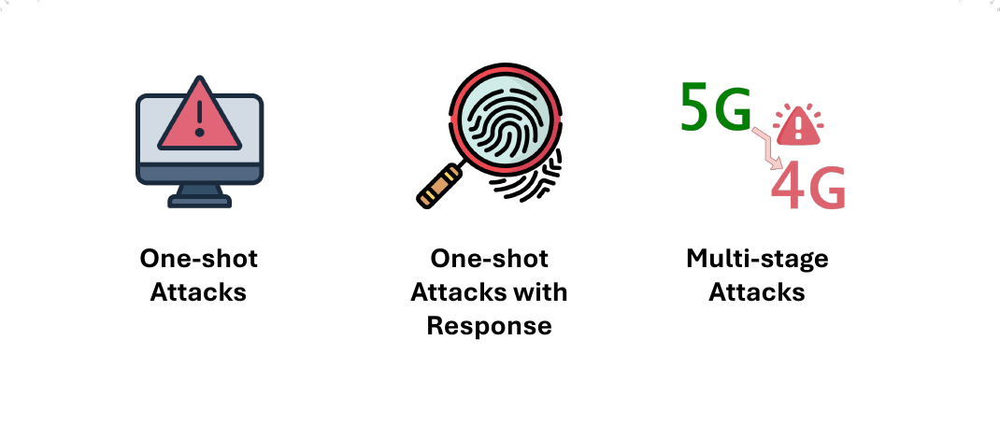 5G
4G
One-shot
Attacks
One-shot
Attacks with
Response
Multi-stage
Attacks